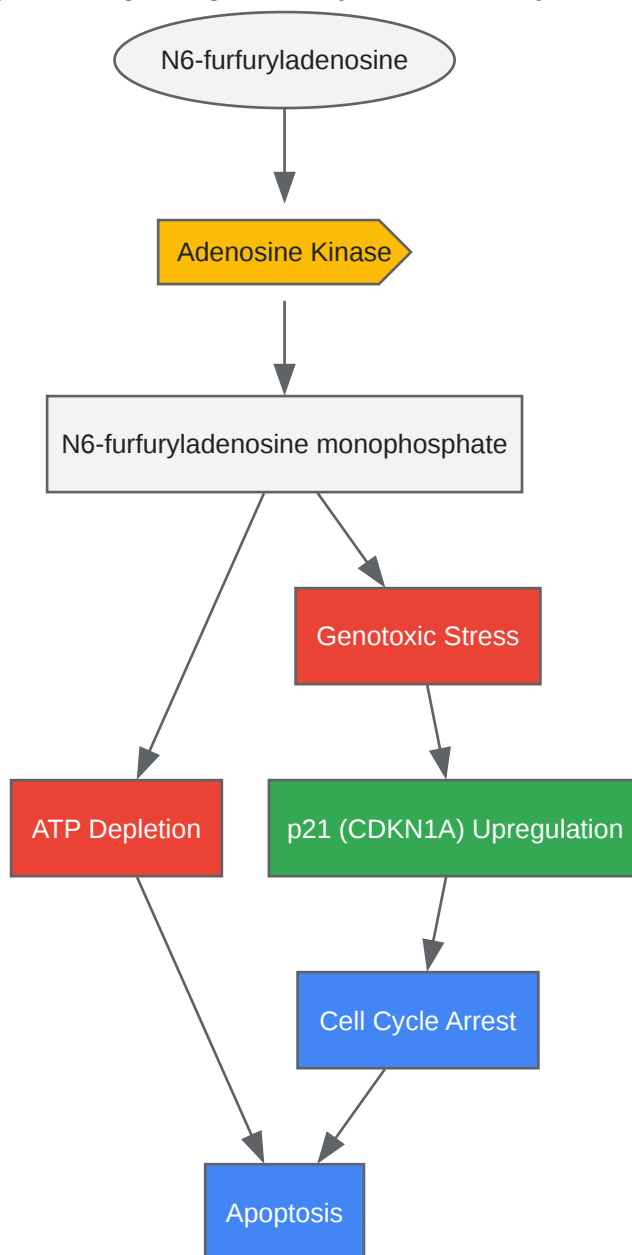 N6-furfuryladenosine
Adenosine Kinase
N6-furfuryladenosine monophosphate
Genotoxic Stress
ATP Depletion
p21 (CDKN1A) Upregulation
Cell Cycle Arrest
Apoptosis